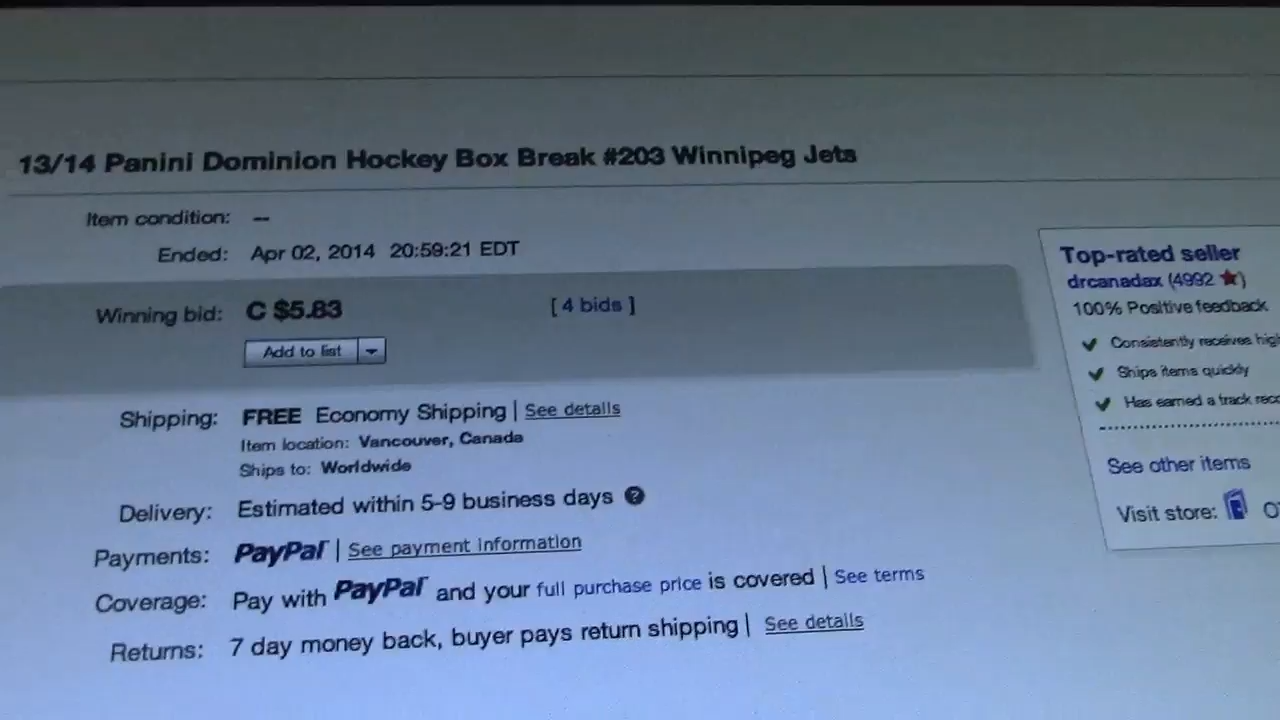 13/14 Panini Dominion Hockey Box Break #203 Winnipeg Jets
Item condition: --
Ended: Apr 02, 2014 20:59:21 EDT
Winning bid: C $5.83 [ 4 bids ]
Add to list
Shipping: FREE Economy Shipping | See details
Item location: Vancouver, Canada
Ships to: Worldwide
Delivery: Estimated within 5-9 business days ?
Payments: PayPal | See payment information
Coverage: Pay with PayPal and your full purchase price is covered | See terms
Returns: 7 day money back, buyer pays return shipping | See details
Top-rated seller
drcanadax (4992 ★)
100% Positive feedback
Consistently receives
Ships items quickly
Has earned a track
See other items
Visit store: